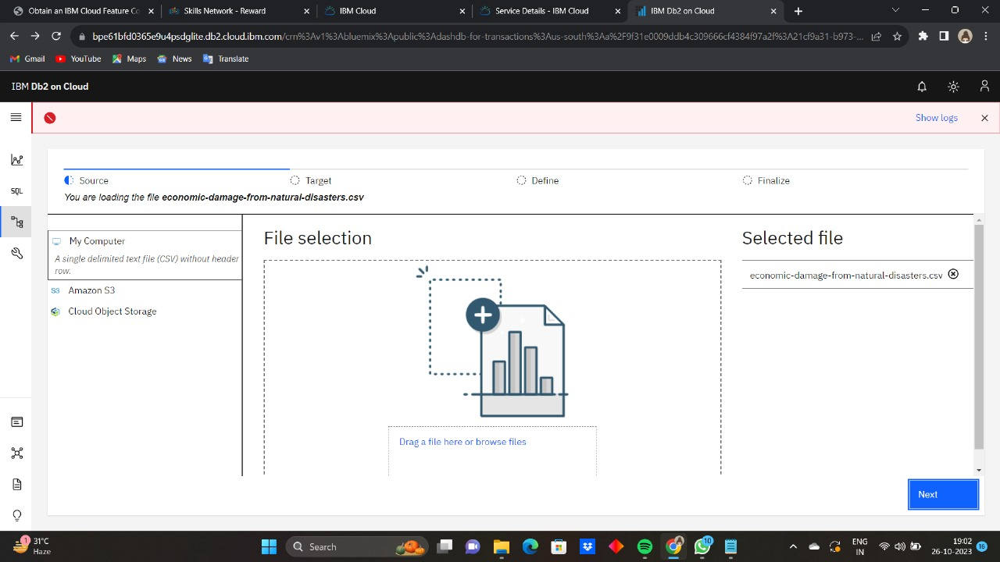 Obtain an IBM Cloud Feature Co
Skills Network - Reward
IBM Cloud
Service Details - IBM Cloud
IBM Db2 on Cloud
bpe61bfd0365e9u4psdglite.db2.cloud.ibm.com/crn%3Av1%3Abluemix%3Apublic%3Adashdb-for-transactions%3Aus-south%3Aa%2F9f31e0009ddb4c309666cf4384f97a2f%3A21cf9a31-b973-...
Gmail
YouTube
Maps
News
Translate
IBM Db2 on Cloud
Show logs
Source
Target
Define
Finalize
You are loading the file economic-damage-from-natural-disasters.csv
SQL
My Computer
A single delimited text file (CSV) without header
row.
S3 Amazon S3
Cloud Object Storage
File selection
Drag a file here or browse files
Selected file
economic-damage-from-natural-disasters.csv
Next
1
31°C
Haze
Search
10
ENG
IN
19:02
26-10-2023
16